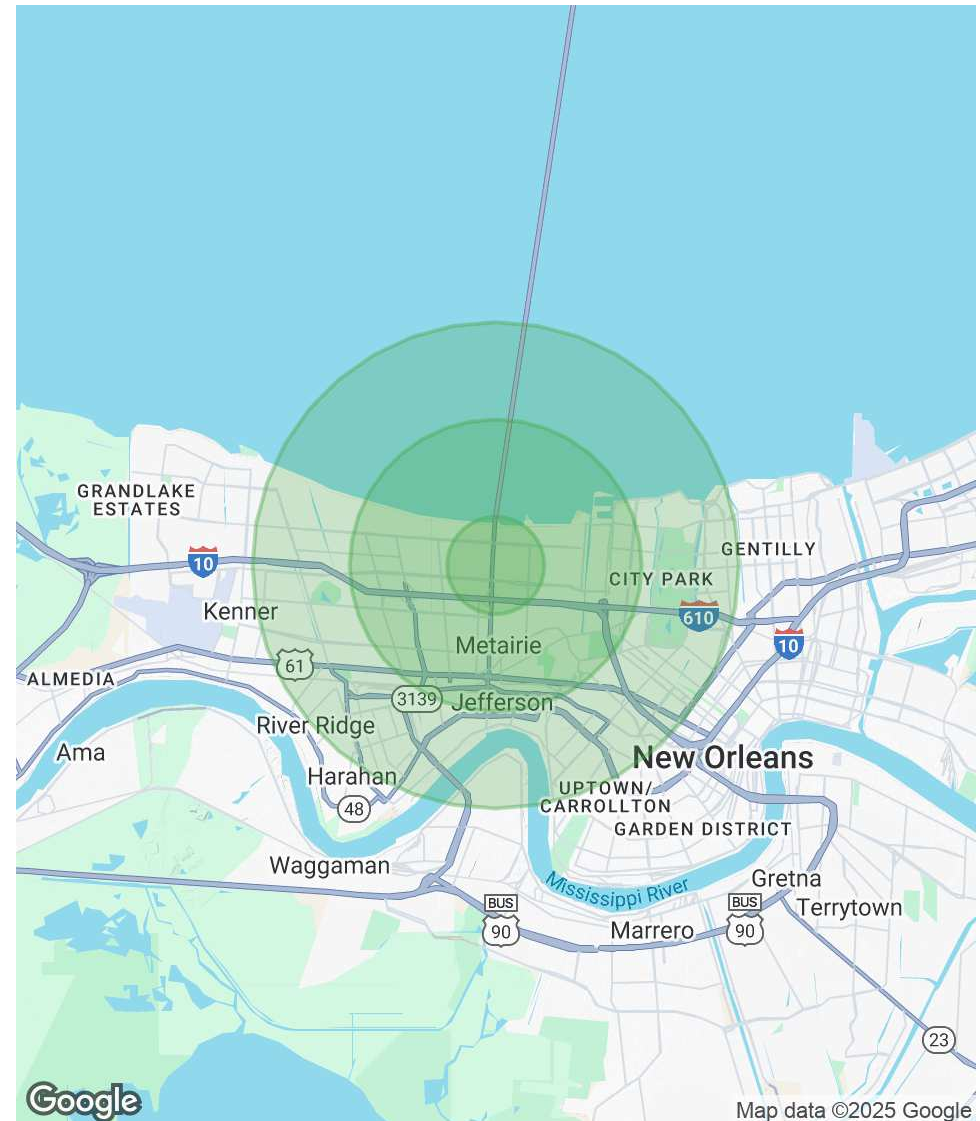 GRANDLAKE
ESTATES
10
GENTILLY
CITY PARK
Kenner
610
Metairie
10
61
ALMEDIA
3139
Jefferson
River Ridge
Ama
New Orleans
Harahan
UPTOWN/
CARROLLTON
48
GARDEN DISTRICT
Waggaman
Mississippi River
Gretna
BUS
90
BUS
90
Terrytown
Marrero
23
Google
Map data ©2025 Google